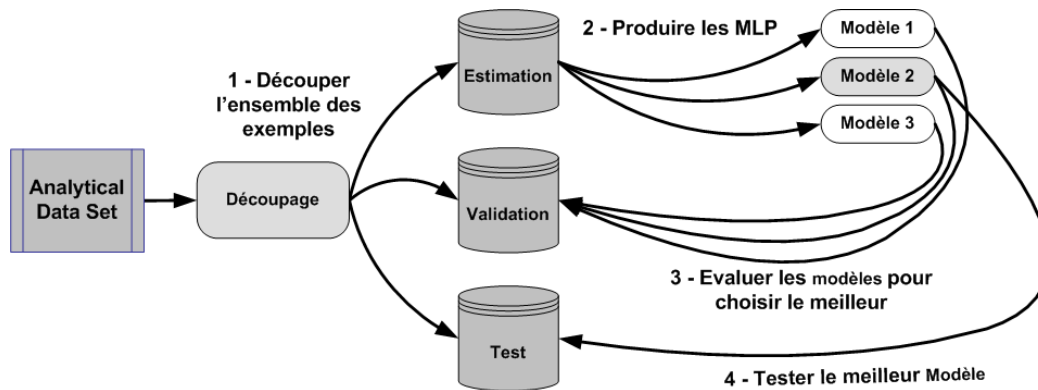 2 - Produire les MLP
Modèle 1
Estimation
Modèle 2
1 - Découper
l'ensemble des
exemples
Modèle 3
Analytical
Data Set
Découpage
Validation
3 - Evaluer les modèles pour
choisir le meilleur
Test
4 - Tester le meilleur Modèle